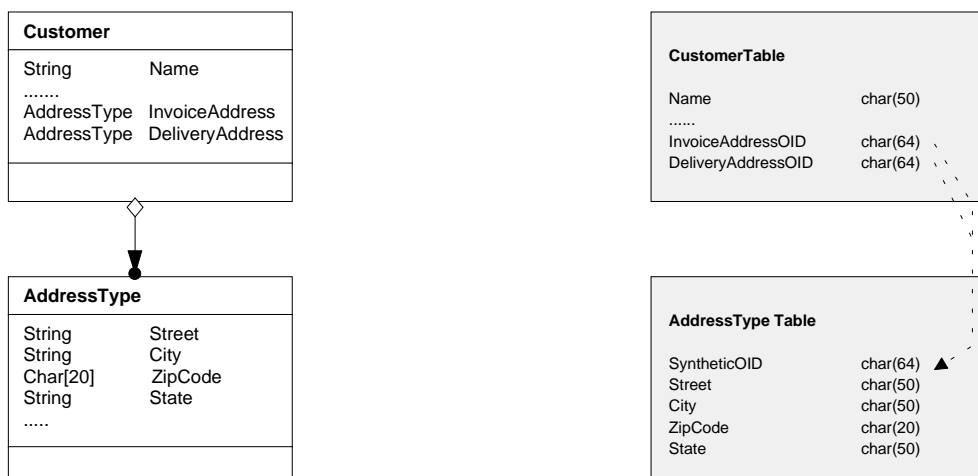 Customer
String Name
.......
AddressType InvoiceAddress
AddressType DeliveryAddress
AddressType
String Street
String City
Char[20] ZipCode
String State
.....
CustomerTable
Name char(50)
......
InvoiceAddressOID char(64)
DeliveryAddressOID char(64)
AddressType Table
SyntheticOID char(64)
Street char(50)
City char(50)
ZipCode char(20)
State char(50)